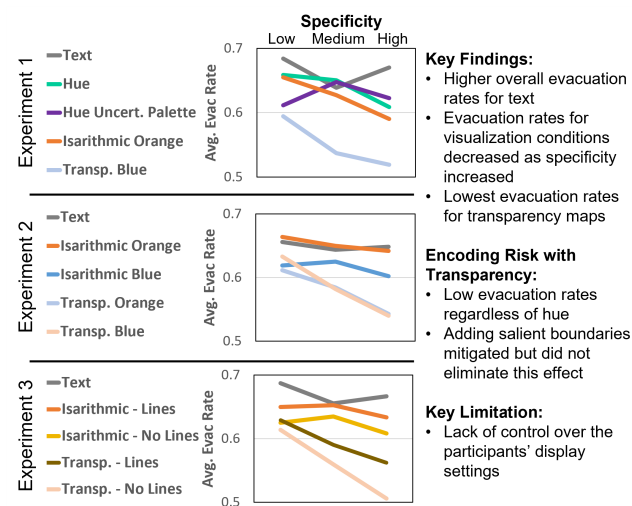 Specificity
Low Medium High
Experiment 1
Text
Hue
Hue Uncert. Palette
Isarithmic Orange
Transp. Blue
Avg. Evac Rate
0.7
0.6
0.5
Experiment 2
Text
Isarithmic Orange
Isarithmic Blue
Transp. Orange
Transp. Blue
Avg. Evac Rate
0.7
0.6
0.5
Experiment 3
Text
Isarithmic - Lines
Isarithmic - No Lines
Transp. - Lines
Transp. - No Lines
Avg. Evac Rate
0.7
0.6
0.5
Key Findings:
• Higher overall evacuation
rates for text
• Evacuation rates for
visualization conditions
decreased as specificity
increased
• Lowest evacuation rates
for transparency maps
Encoding Risk with
Transparency:
• Low evacuation rates
regardless of hue
• Adding salient boundaries
mitigated but did not
eliminate this effect
Key Limitation:
• Lack of control over the
participants' display
settings